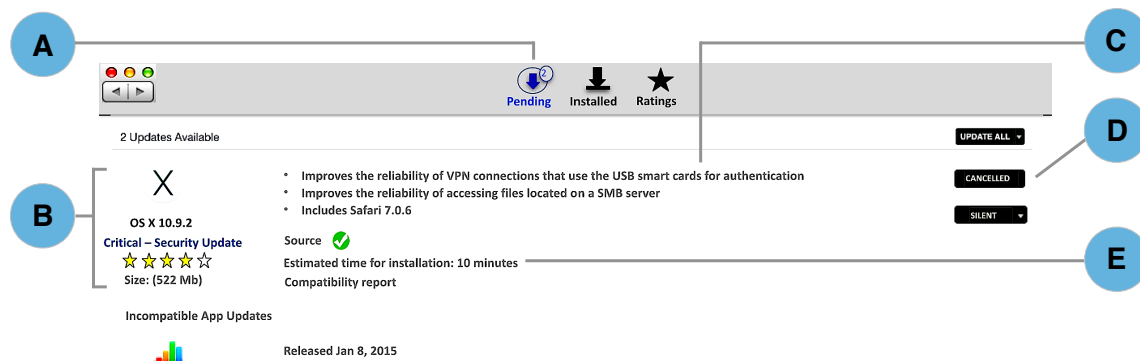 A
C
2
Pending Installed Ratings
2 Updates Available
UPDATE ALL
D
• Improves the reliability of VPN connections that use the USB smart cards for authentication
CANCELLED
• Improves the reliability of accessing files located on a SMB server
• Includes Safari 7.0.6
SILENT
B
OS X 10.9.2
Critical – Security Update
Source
Estimated time for installation: 10 minutes
E
Size: (522 Mb)
Compatibility report
Incompatible App Updates
Released Jan 8, 2015